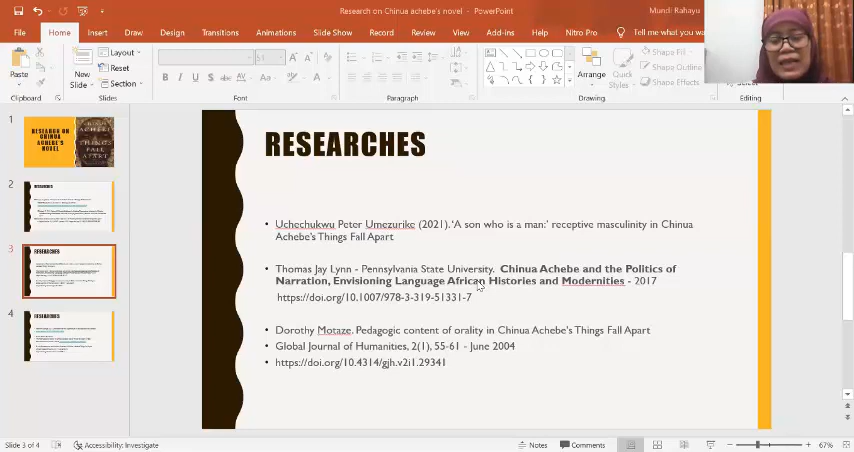 Research on Chinua achebe's novel - PowerPoint
Mundi Rahayu
File Home Insert Draw Design Transitions Animations Slide Show Record Review View Add-ins Help Nitro Pro Tell me what you wa
Paste
New
Slide
Layout
Reset
Section
Arrange
Quick
Styles
Shape Fill
Shape Outline
Shape Effects
Clipboard Slides Font Paragraph Drawing
1
RESEARCH ON
CHINUA
ACHEBE'S
NOVEL
2
RESEARCHES
3
RESEARCHES
4
RESEARCHES
RESEARCHES
• Uchechukwu Peter Umezurike (2021). 'A son who is a man:' receptive masculinity in Chinua
Achebe's Things Fall Apart
• Thomas Jay Lynn - Pennsylvania State University. Chinua Achebe and the Politics of
Narration, Envisioning Language African Histories and Modernities - 2017
https://doi.org/10.1007/978-3-319-51331-7
• Dorothy Motaze. Pedagogic content of orality in Chinua Achebe's Things Fall Apart
• Global Journal of Humanities, 2(1), 55-61 - June 2004
• https://doi.org/10.4314/gjh.v2i1.29341
Slide 3 of 4 Accessibility: Investigate Notes Comments 67%